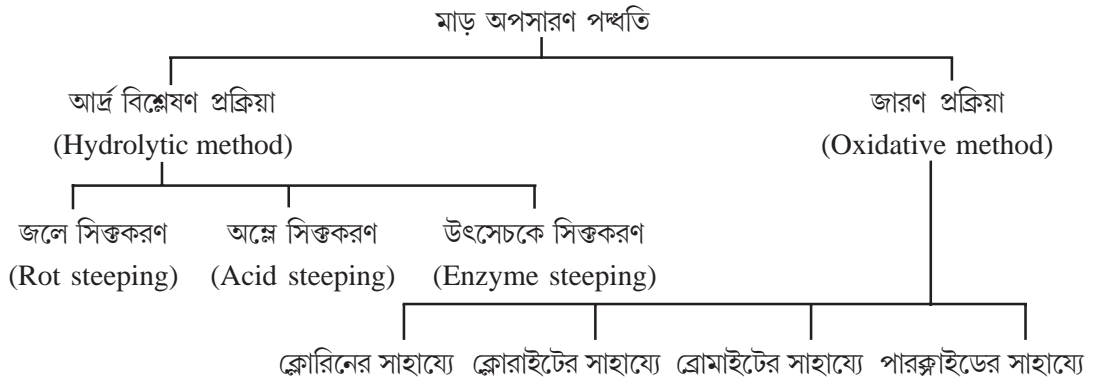 মাড় অপসারণ পদ্ধতি
আর্দ্র বিশ্লেষণ প্রক্রিয়া জারণ প্রক্রিয়া
(Hydrolytic method) (Oxidative method)
জলে সিক্তকরণ অম্লে সিক্তকরণ উৎসেচকে সিক্তকরণ
(Rot steeping) (Acid steeping) (Enzyme steeping)
ক্লোরিনের সাহায্যে ক্লোরাইটের সাহায্যে ব্রোমাইটের সাহায্যে পারক্সাইডের সাহায্যে